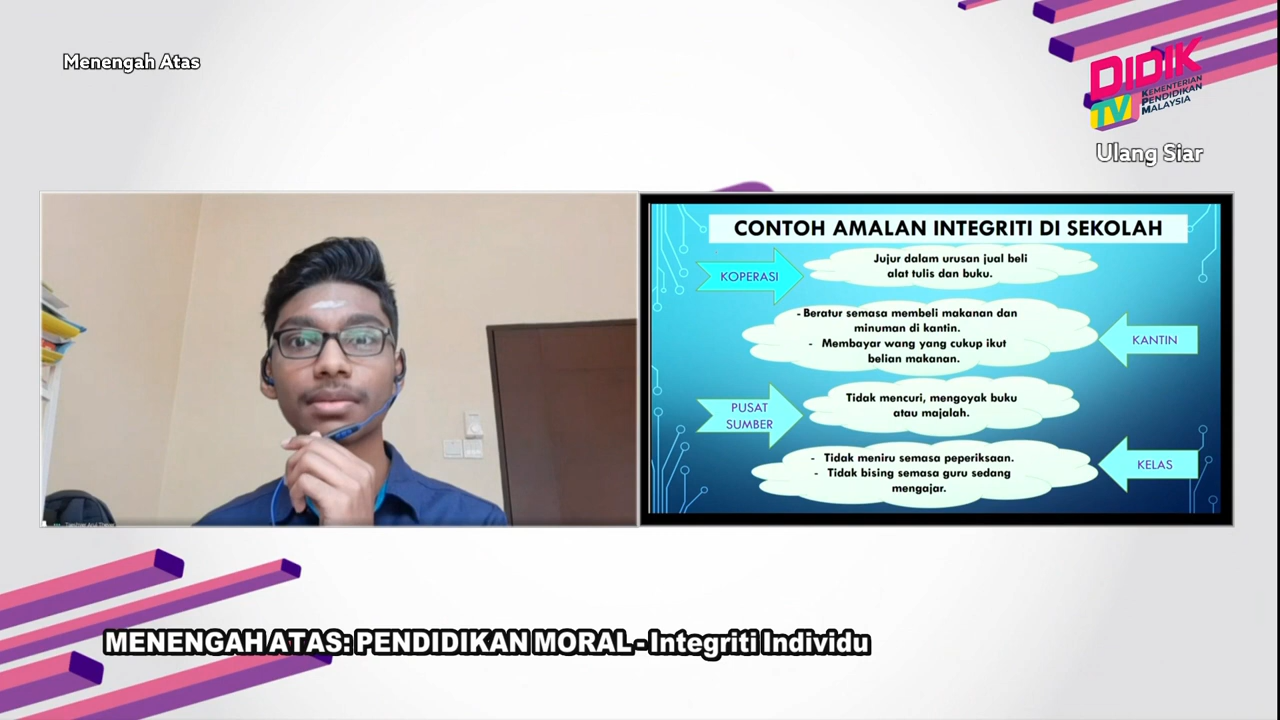 Menengah Atas
DIDIK
TV
KEMENTERIAN
PENDIDIKAN
MALAYSIA
Ulang Siar
CONTOH AMALAN INTEGRITI DI SEKOLAH
KOPERASI
Jujur dalam urusan jual beli
alat tulis dan buku.
- Beratur semasa membeli makanan dan
minuman di kantin.
- Membayar wang yang cukup ikut
belian makanan.
KANTIN
PUSAT
SUMBER
Tidak mencuri, mengoyak buku
atau majalah.
- Tidak meniru semasa peperiksaan.
- Tidak bising semasa guru sedang
mengajar.
KELAS
MENENGAH ATAS: PENDIDIKAN MORAL - Integriti Individu